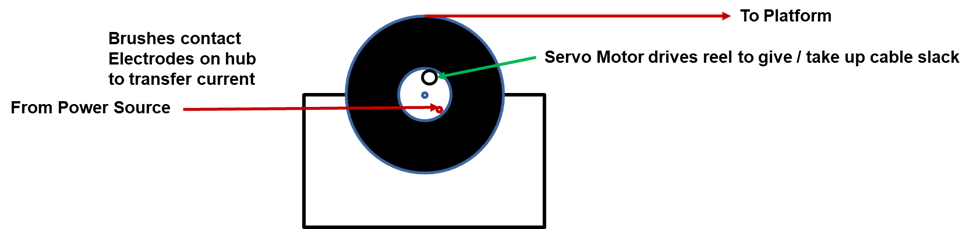 To Platform
Brushes contact
Electrodes on hub
to transfer current
Servo Motor drives reel to give / take up cable slack
From Power Source